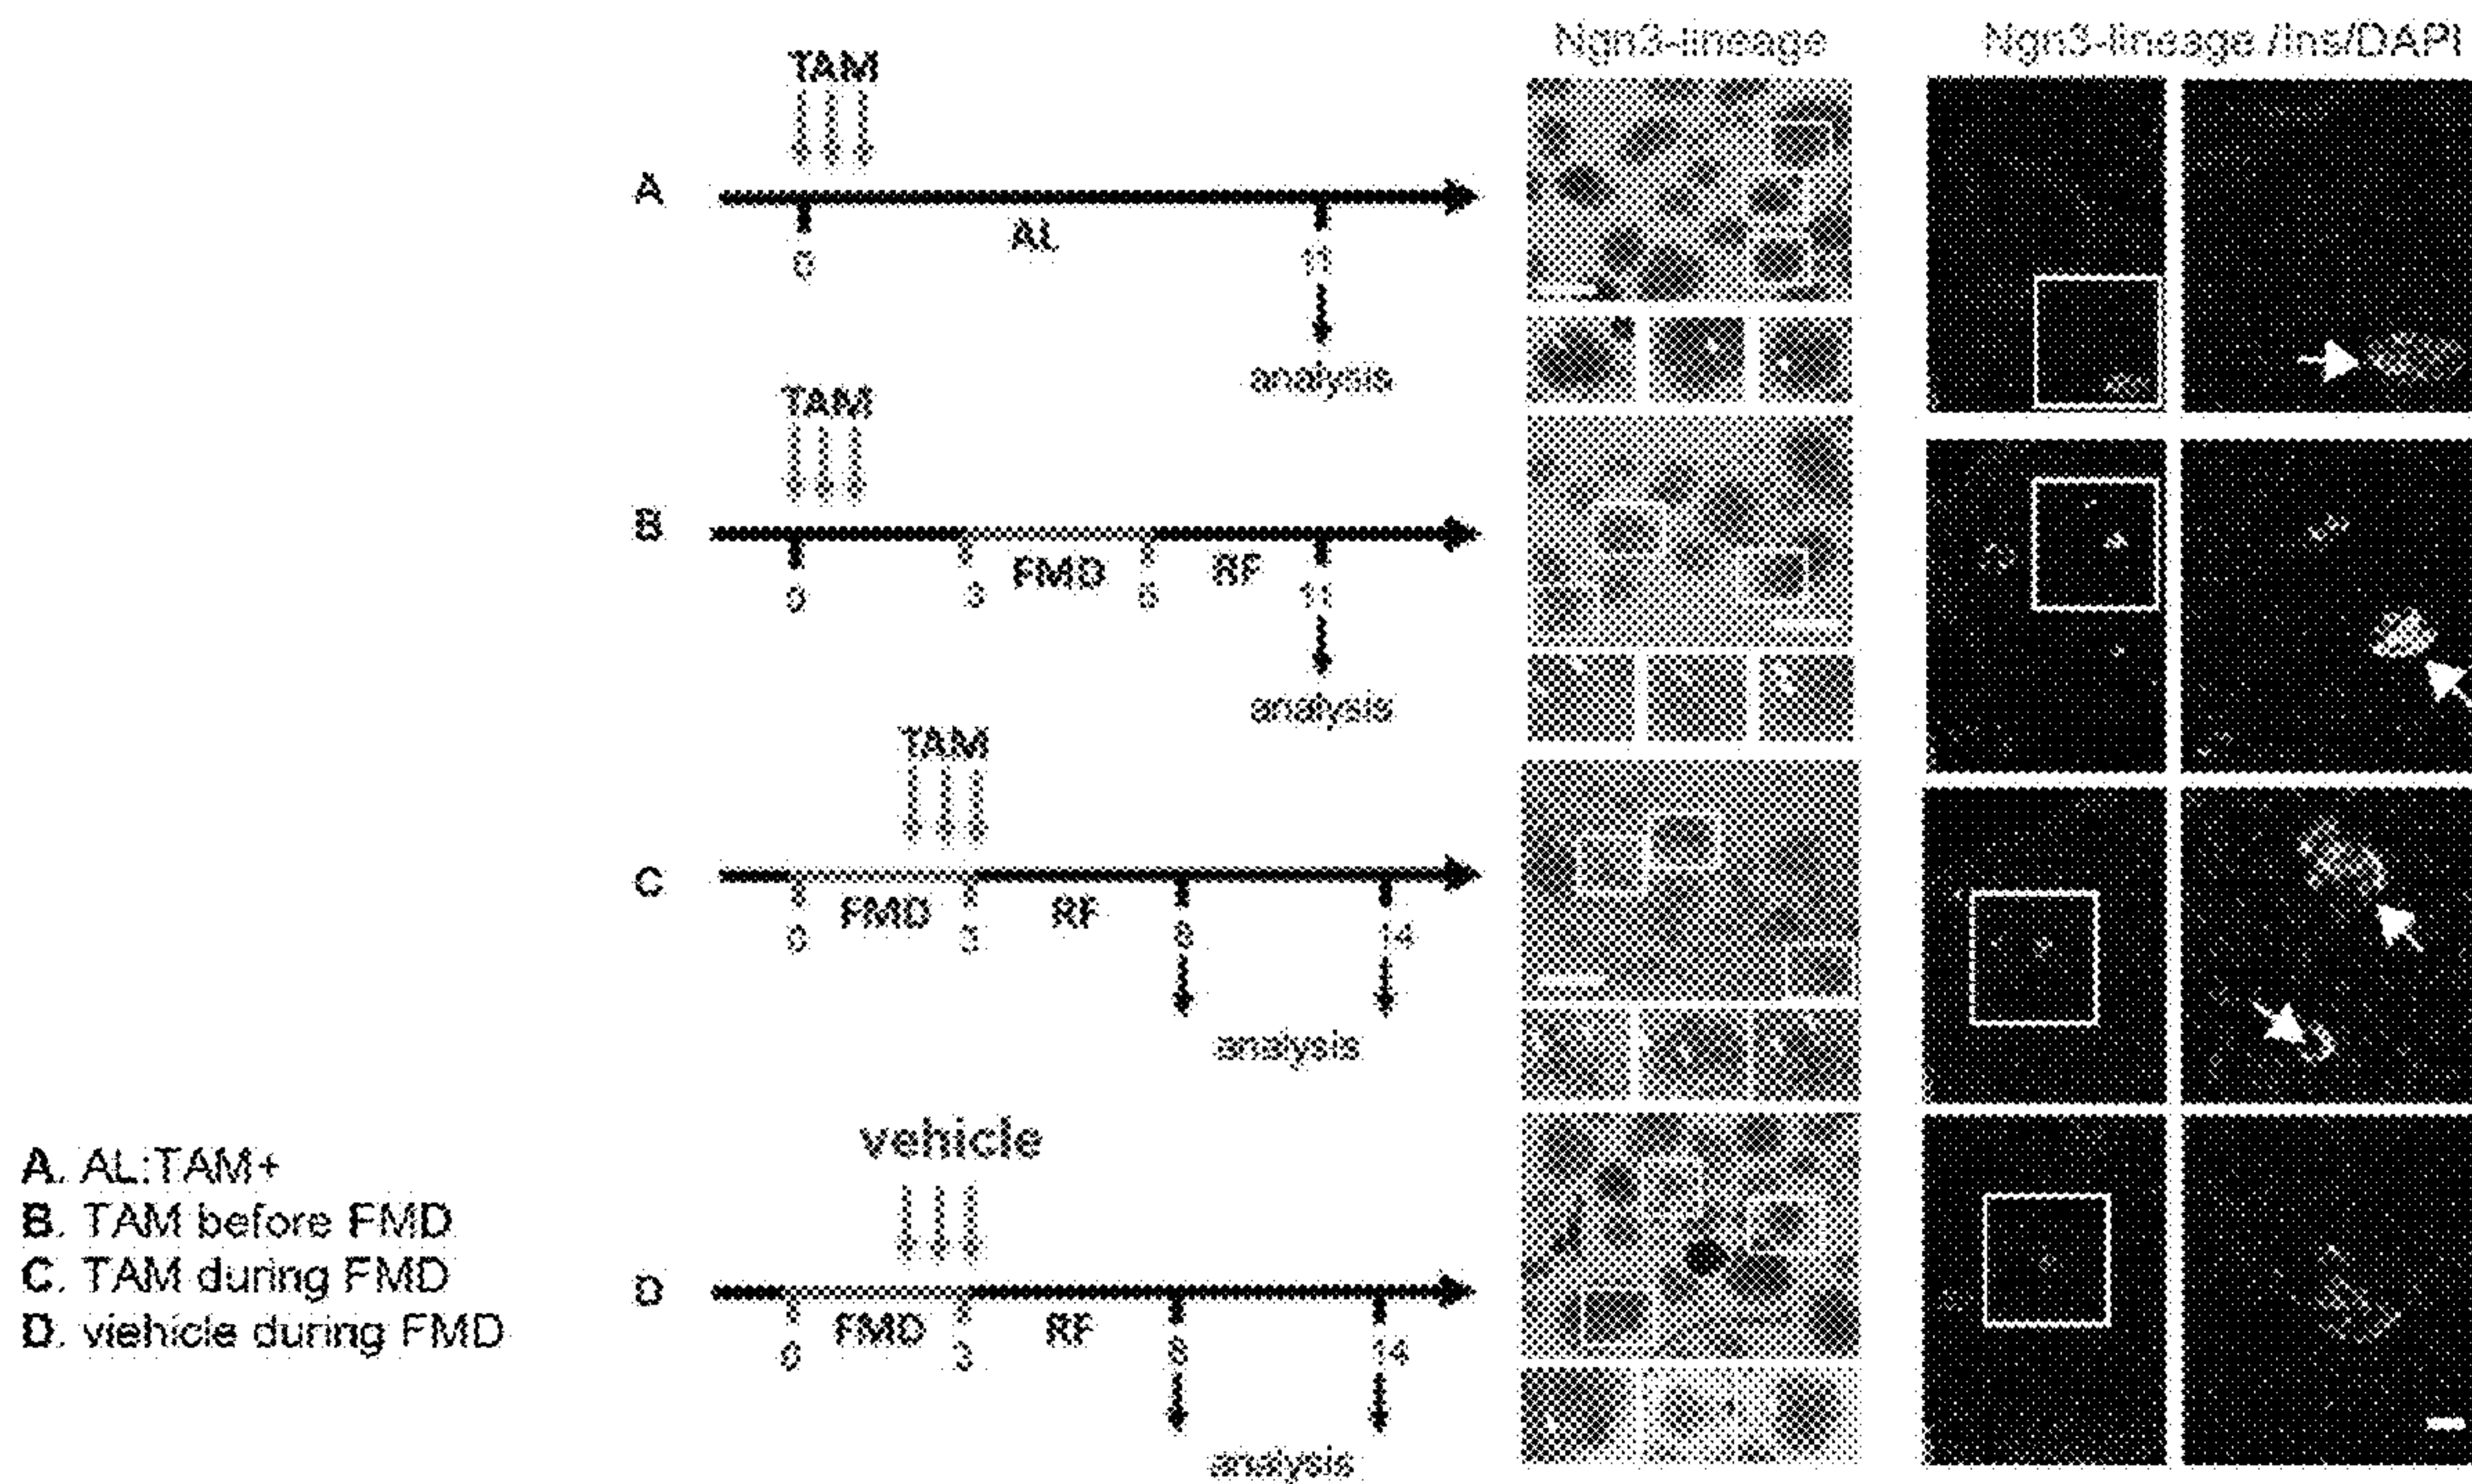 Ngn3-lineage
Ngn3-lineage /Ins/DAPI
TAM
A
AL
0
11
analysis
TAM
B
FMD
RF
0
3
6
11
analysis
TAM
C
FMD
RF
0
3
8
14
analysis
vehicle
D
FMD
RF
0
3
8
14
analysis
A. AL:TAM+
B. TAM before FMD
C. TAM during FMD
D. viehicle during FMD